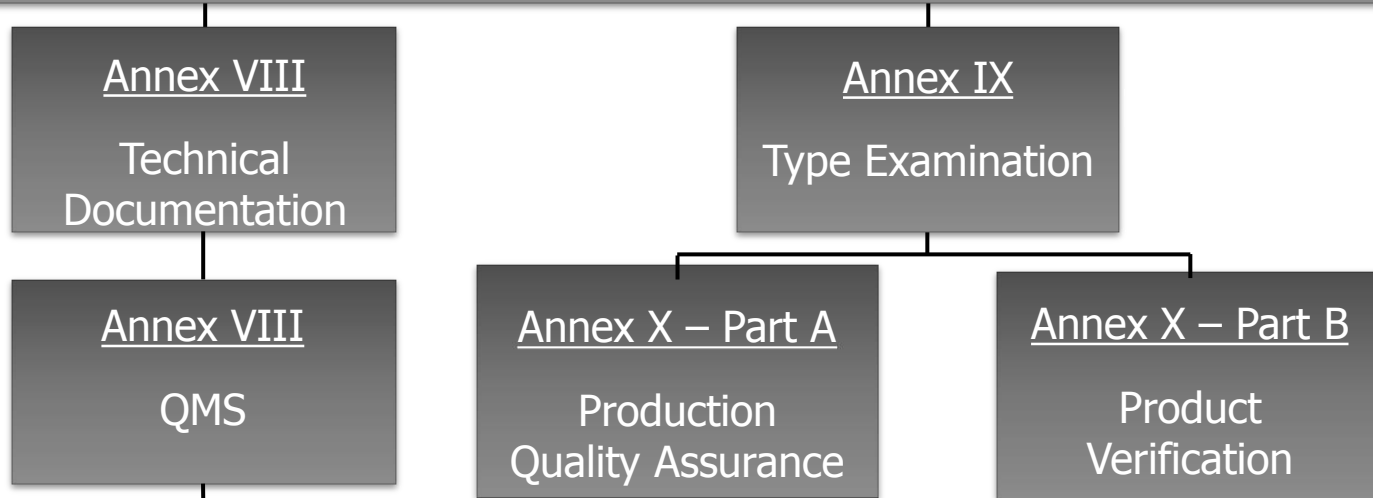 Annex VIII
Technical
Documentation
Annex IX
Type Examination
Annex VIII
QMS
Annex X – Part A
Production
Quality Assurance
Annex X – Part B
Product
Verification